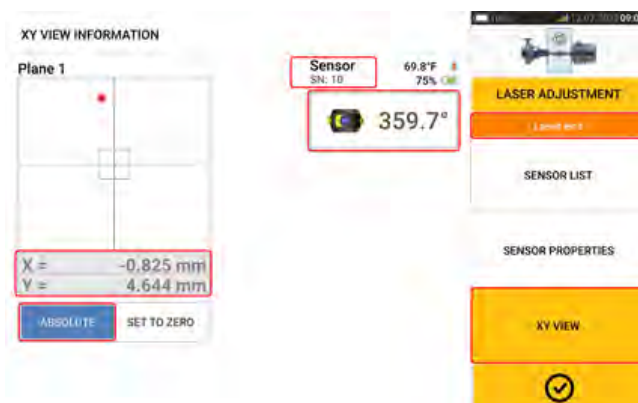 XY VIEW INFORMATION
Plane 1
X = -0.825 mm
Y = 4.644 mm
ABSOLUTE
SET TO ZERO
Sensor
SN: 10
69.8°F
75%
359.7°
LASER ADJUSTMENT
SENSOR LIST
SENSOR PROPERTIES
XY VIEW